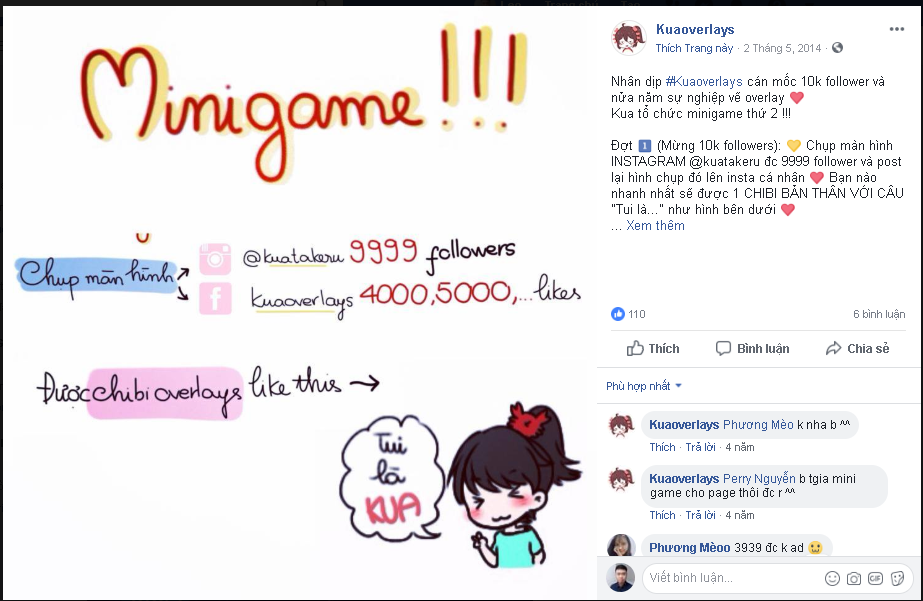 Minigame!!!
Chụp màn hình
@kuatakeru 9999 followers
kuaoverlays 4000,5000,...likes
Được chibi overlays like this →
Tui
là
KUA
Kuaoverlays
Thích Trang này · 2 Tháng 5, 2014 ·
Nhân dịp #Kuaoverlays cán mốc 10k follower và
nửa năm sự nghiệp vẽ overlay ❤
Kua tổ chức minigame thứ 2 !!!
Đợt 1️⃣ (Mừng 10k followers): 💛 Chụp màn hình
INSTAGRAM @kuatakeru đc 9999 follower và post
lại hình chụp đó lên insta cá nhân ❤ Bạn nào
nhanh nhất sẽ được 1 CHIBI BẢN THÂN VỚI CÂU
"Tui là..." như hình bên dưới ❤
... Xem thêm
110
6 bình luận
Thích Bình luận Chia sẻ
Phù hợp nhất
Kuaoverlays Phương Mèo k nha b ^^
Thích · Trả lời · 4 năm
Kuaoverlays Perry Nguyễn b tgia mini
game cho page thôi đc r ^^
Thích · Trả lời · 4 năm
Phương Mèoo 3939 đc k ad 🙂
Viết bình luận...
GIF